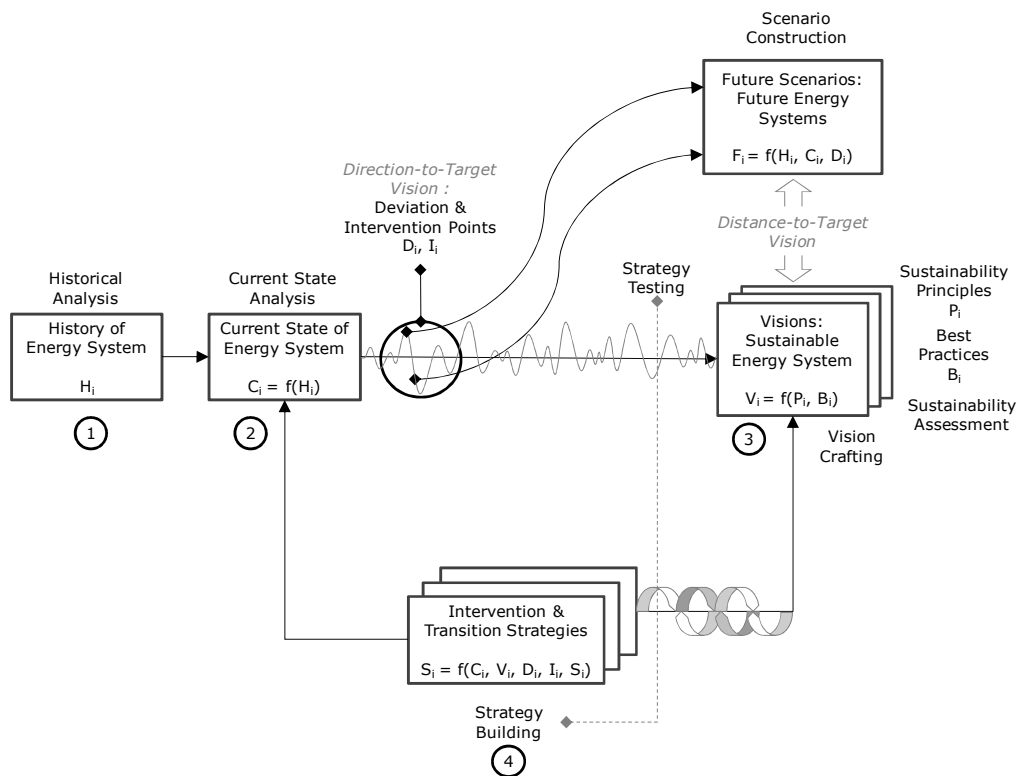 Scenario
Construction
Future Scenarios:
Future Energy
Systems
Fᵢ = f(Hᵢ, Cᵢ, Dᵢ)
Direction-to-Target
Vision :
Deviation &
Intervention Points
Dᵢ, Iᵢ
Distance-to-Target
Vision
Historical
Analysis
History of
Energy System
Hᵢ
1
Current State
Analysis
Current State of
Energy System
Cᵢ = f(Hᵢ)
2
Strategy
Testing
Visions:
Sustainable
Energy System
Vᵢ = f(Pᵢ, Bᵢ)
3
Vision
Crafting
Sustainability
Principles
Pᵢ
Best
Practices
Bᵢ
Sustainability
Assessment
Intervention &
Transition Strategies
Sᵢ = f(Cᵢ, Vᵢ, Dᵢ, Iᵢ, Sᵢ)
Strategy
Building
4